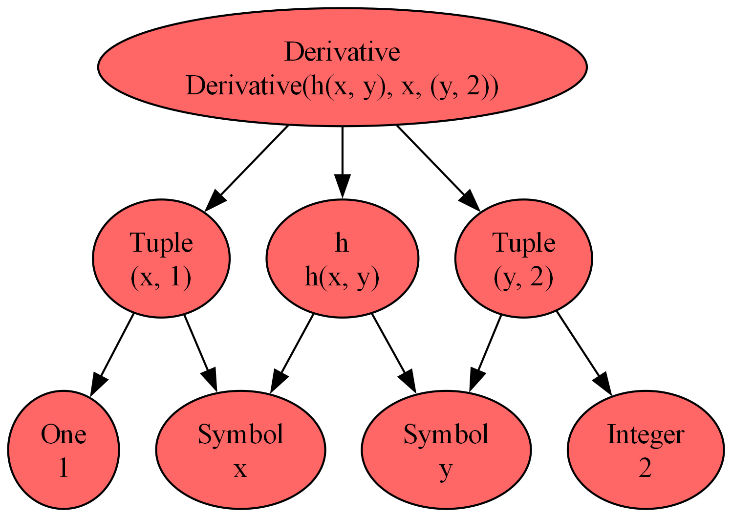 Derivative
Derivative(h(x, y), x, (y, 2))
Tuple
(x, 1)
h
h(x, y)
Tuple
(y, 2)
One
1
Symbol
x
Symbol
y
Integer
2